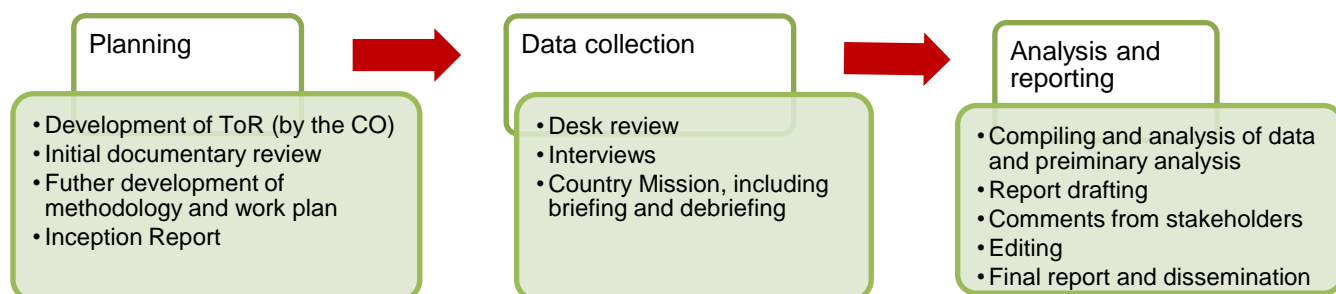 Planning
• Development of ToR (by the CO)
• Initial documentary review
• Futher development of
methodology and work plan
• Inception Report
Data collection
• Desk review
• Interviews
• Country Mission, including
briefing and debriefing
Analysis and
reporting
• Compiling and analysis of data
and preiminary analysis
• Report drafting
• Comments from stakeholders
• Editing
• Final report and dissemination